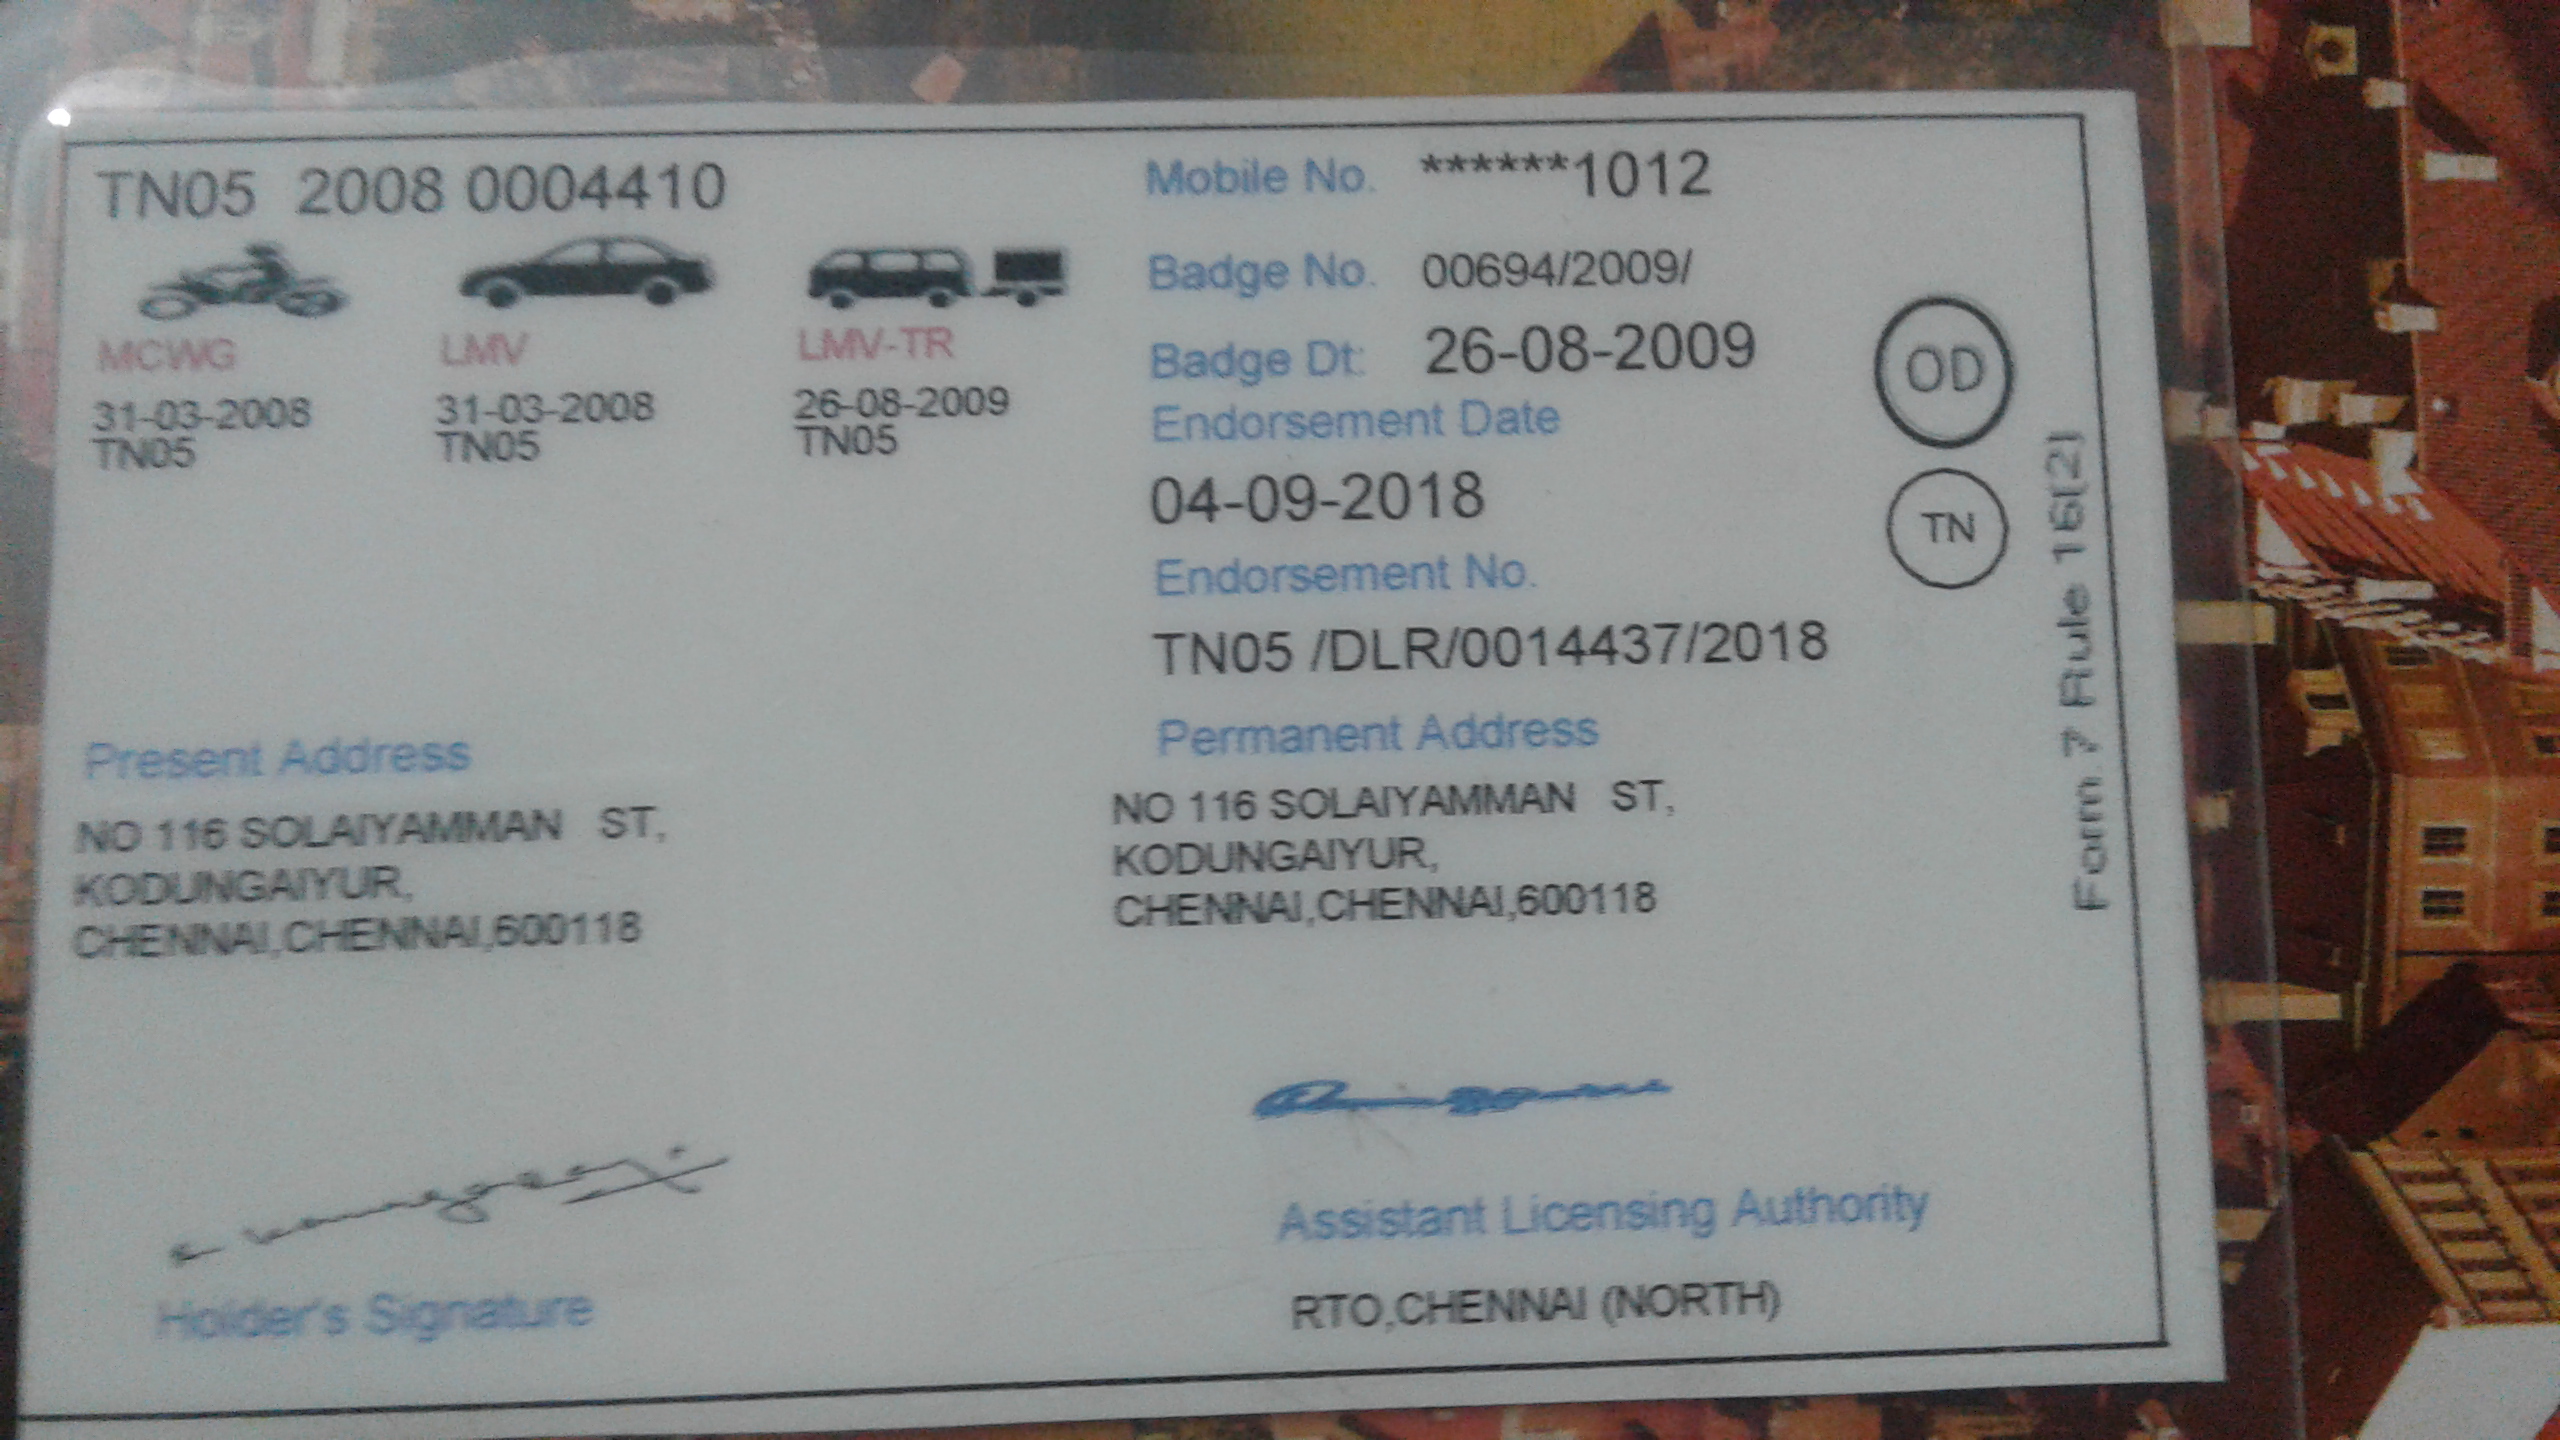 TN05 2008 0004410
MCWG LMV LMV-TR
31-03-2008 31-03-2008 26-08-2009
TN05 TN05 TN05
Mobile No. ******1012
Badge No. 00694/2009/
Badge Dt: 26-08-2009
Endorsement Date
04-09-2018
Endorsement No.
TN05 /DLR/0014437/2018
OD
TN
Form 7 Rule 16(2)
Present Address
NO 116 SOLAIYAMMAN ST,
KODUNGAIYUR,
CHENNAI,CHENNAI,600118
Permanent Address
NO 116 SOLAIYAMMAN ST,
KODUNGAIYUR,
CHENNAI,CHENNAI,600118
Holder's Signature
Assistant Licensing Authority
RTO,CHENNAI (NORTH)